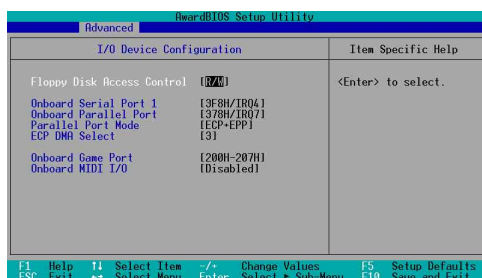 AwardBIOS Setup Utility
Advanced
I/O Device Configuration
Item Specific Help
Floppy Disk Access Control [R/W]
<Enter> to select.
Onboard Serial Port 1 [3F8H/IRQ4]
Onboard Parallel Port [378H/IRQ7]
Parallel Port Mode [ECP+EPP]
ECP DMA Select [3]
Onboard Game Port [200H-207H]
Onboard MIDI I/O [Disabled]
F1 Help ↑↓ Select Item -/+ Change Values F5 Setup Defaults
ESC Exit ←→ Select Menu Enter Select ► Sub-Menu F10 Save and Exit